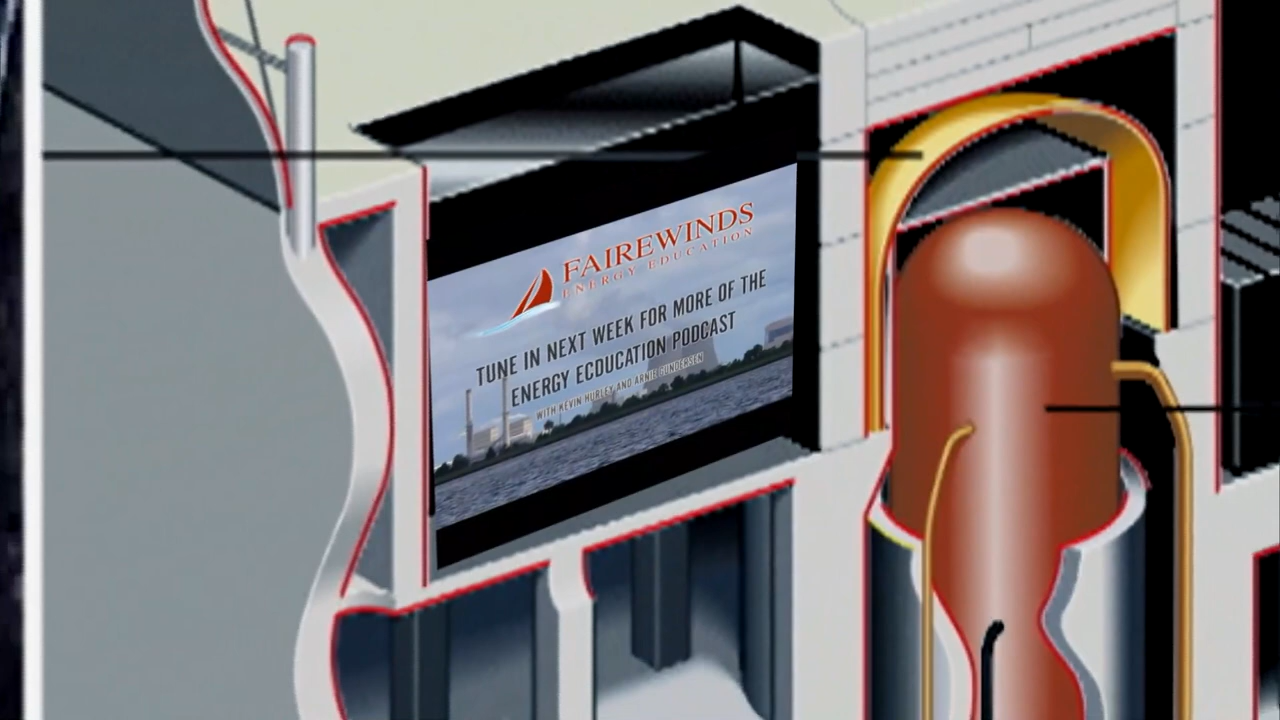 FAIREWINDS
ENERGY EDUCATION
TUNE IN NEXT WEEK FOR MORE OF THE
ENERGY ECDUCATION PODCAST
WITH KEVIN HURLEY AND ARNIE GUNDERSEN